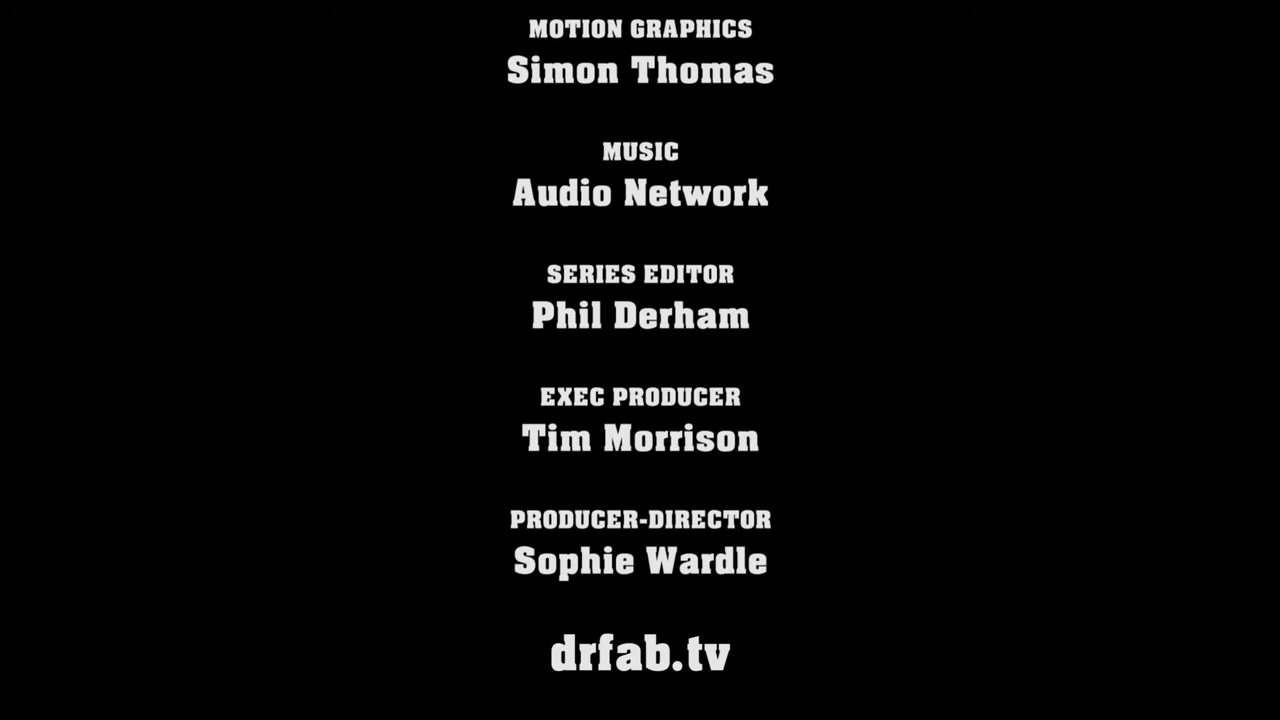 MOTION GRAPHICS
Simon Thomas
MUSIC
Audio Network
SERIES EDITOR
Phil Derham
EXEC PRODUCER
Tim Morrison
PRODUCER-DIRECTOR
Sophie Wardle
drfab.tv